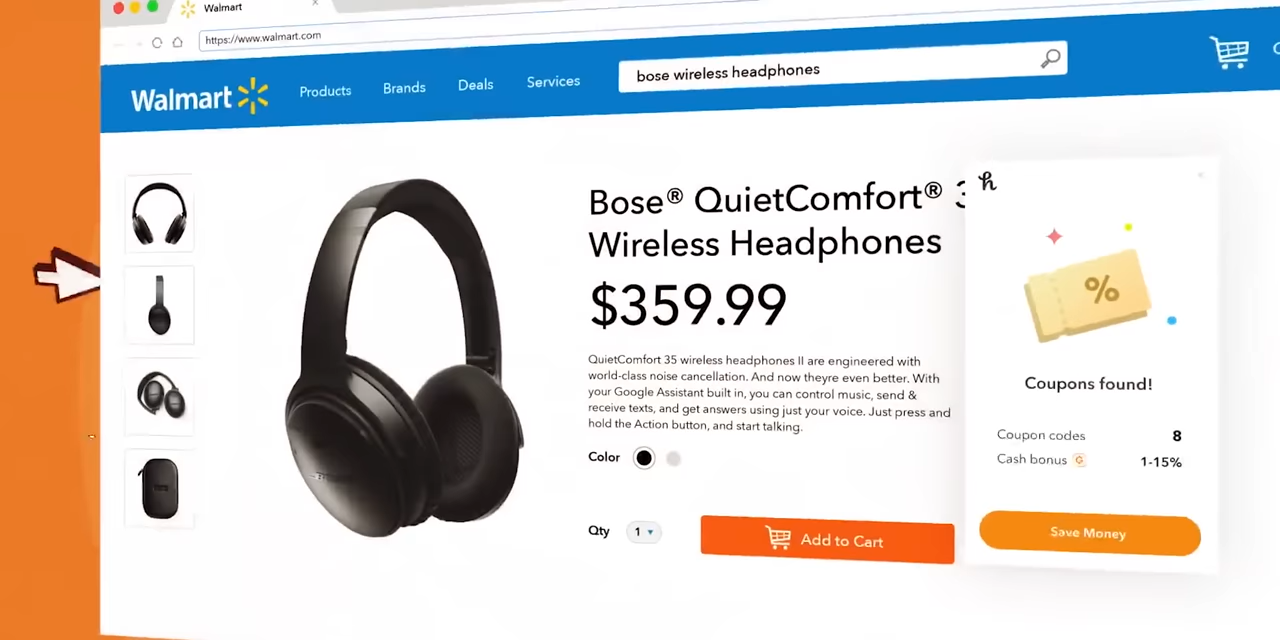 Walmart
https://www.walmart.com
Walmart
Products
Brands
Deals
Services
bose wireless headphones
Bose® QuietComfort® 3
Wireless Headphones
$359.99
QuietComfort 35 wireless headphones II are engineered with
world-class noise cancellation. And now theyre even better. With
your Google Assistant built in, you can control music, send &
receive texts, and get answers using just your voice. Just press and
hold the Action button, and start talking.
Color
Qty
1
Add to Cart
h
%
Coupons found!
Coupon codes 8
Cash bonus G 1-15%
Save Money